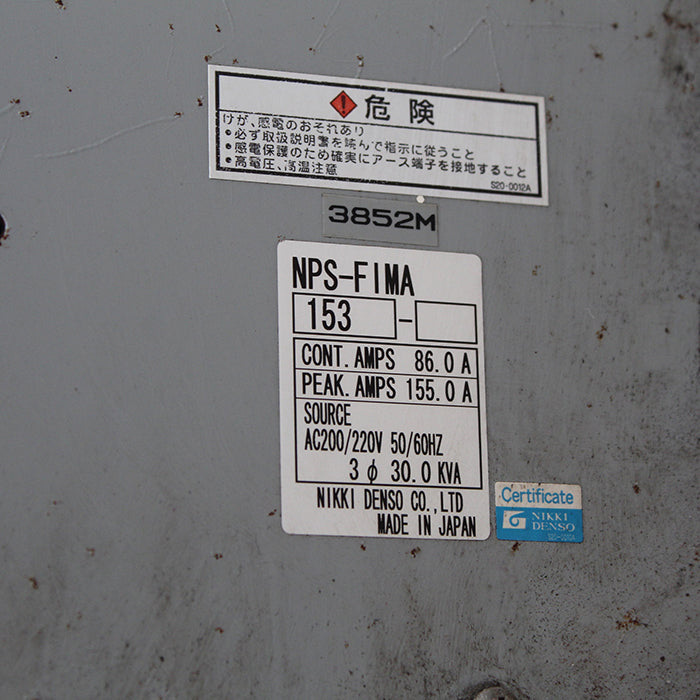 危険
けが、感電のおそれあり
・必ず取扱説明書を読んで指示に従うこと
・感電保護のため確実にアース端子を接地すること
・高電圧、高温注意
S20-0012A
3852M
NPS-FIMA
153 -
CONT. AMPS 86.0 A
PEAK. AMPS 155.0 A
SOURCE
AC200/220V 50/60HZ
3 φ 30.0 KVA
NIKKI DENSO CO.,LTD
MADE IN JAPAN
Certificate
NIKKI
DENSO